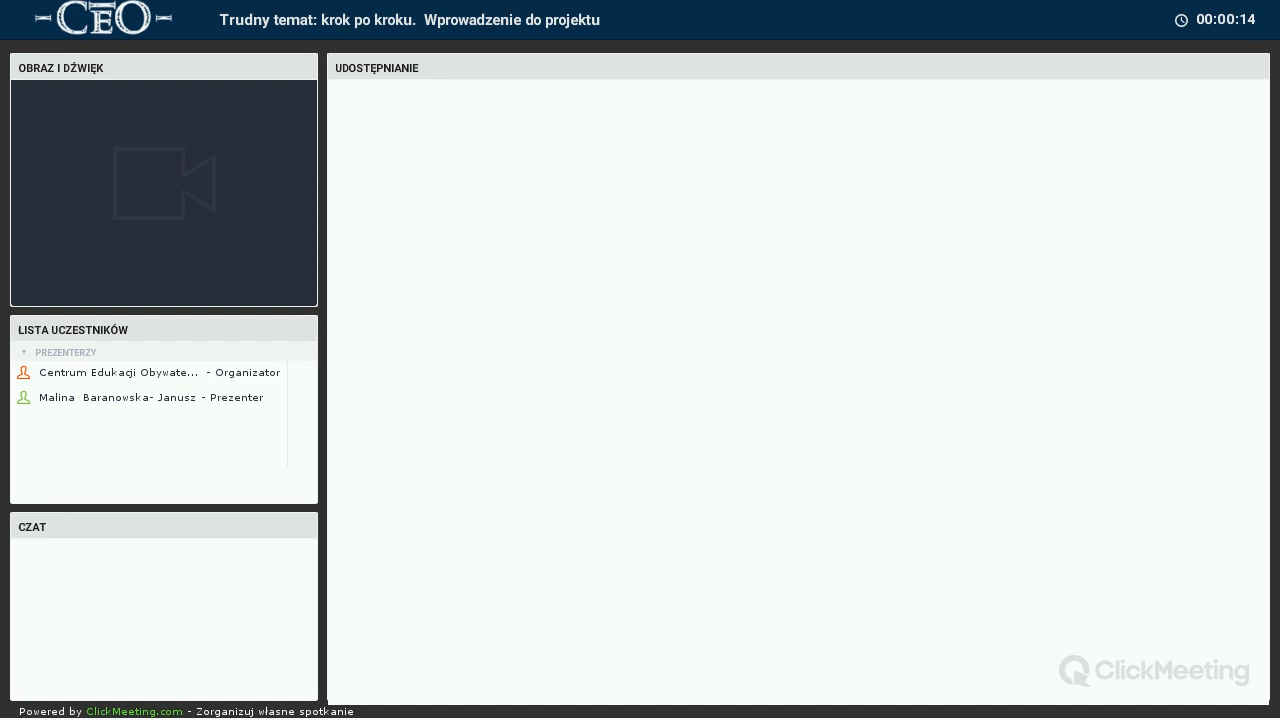 CEO
Trudny temat: krok po kroku.  Wprowadzenie do projektu
00:00:14
OBRAZ I DŹWIĘK
LISTA UCZESTNIKÓW
PREZENTERZY
Centrum Edukacji Obywate... - Organizator
Malina  Baranowska- Janusz - Prezenter
CZAT
Powered by ClickMeeting.com - Zorganizuj własne spotkanie
UDOSTĘPNIANIE
ClickMeeting